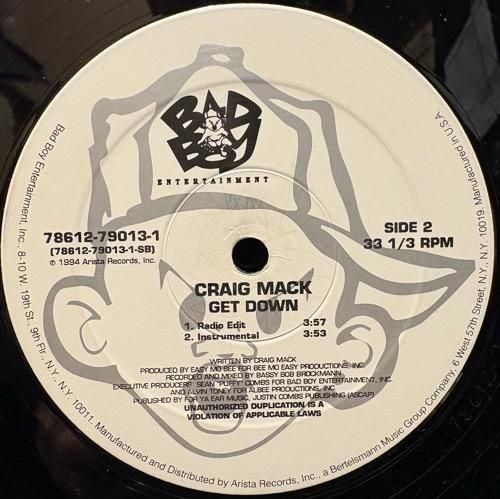 BAD
BOY
ENTERTAINMENT
78612-79013-1
(78612-79013-1-SB)
℗ 1994 Arista Records, Inc.
SIDE 2
33 1/3 RPM
CRAIG MACK
GET DOWN
1. Radio Edit 3:57
2. Instrumental 3:53
WRITTEN BY CRAIG MACK
PRODUCED BY EASY MO BEE FOR BEE MO EASY PRODUCTIONS, INC.
RECORDED AND MIXED BY BASSY BOB BROCKMANN
EXECUTIVE PRODUCERS: SEAN "PUFFY" COMBS FOR BAD BOY ENTERTAINMENT, INC.
AND ALVIN TONEY FOR ALBEE PRODUCTIONS, INC.
PUBLISHED BY FOR YA EAR MUSIC, JUSTIN COMBS PUBLISHING (ASCAP)
UNAUTHORIZED DUPLICATION IS A
VIOLATION OF APPLICABLE LAWS
Bad Boy Entertainment, Inc., 8-10 W. 19th St., 9th Flr., N.Y., N.Y. 10011. Manufactured and Distributed by Arista Records, Inc., a Bertelsmann Music Group Company, 6 West 57th Street, N.Y., N.Y. 10019. Manufactured in U.S.A.